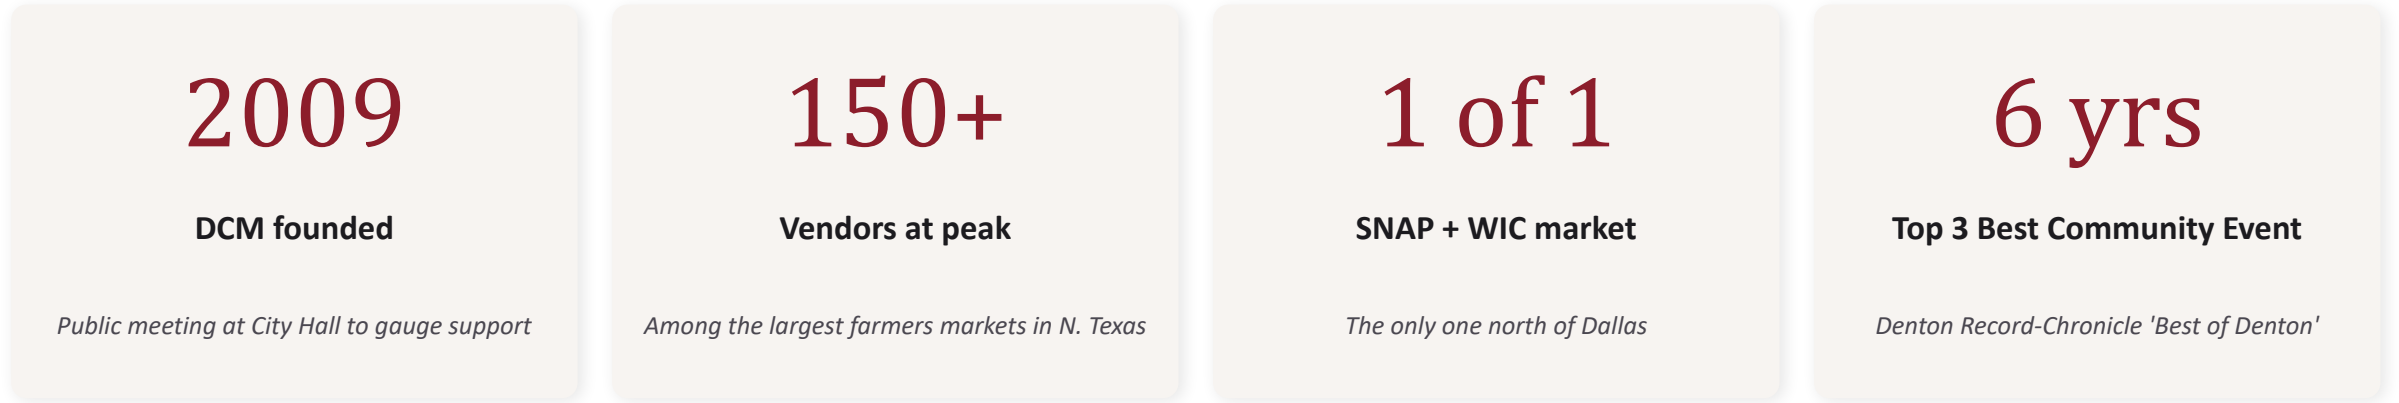 2009
DCM founded
Public meeting at City Hall to gauge support
150+
Vendors at peak
Among the largest farmers markets in N. Texas
1 of 1
SNAP + WIC market
The only one north of Dallas
6 yrs
Top 3 Best Community Event
Denton Record-Chronicle 'Best of Denton'